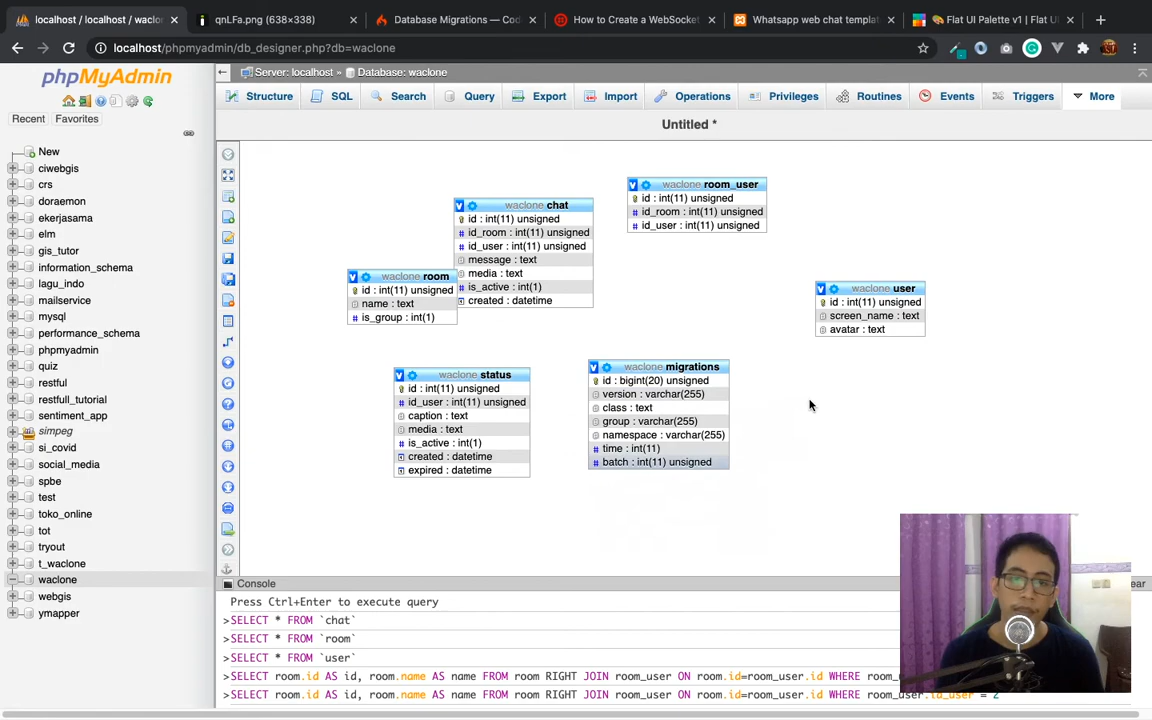 localhost / localhost / waclon
qnLFa.png (638×638)
Database Migrations — Cod
How to Create a WebSocket
Whatsapp web chat templat
Flat UI Palette v1 | Flat UI
localhost/phpmyadmin/db_designer.php?db=waclone
phpMyAdmin
Server: localhost » Database: waclone
Structure SQL Search Query Export Import Operations Privileges Routines Events Triggers More
Recent Favorites
Untitled *
New
ciwebgis
crs
doraemon
ekerjasama
elm
gis_tutor
information_schema
lagu_indo
mailservice
mysql
performance_schema
phpmyadmin
quiz
restful
restfull_tutorial
sentiment_app
simpeg
si_covid
social_media
spbe
test
toko_online
tot
tryout
t_waclone
waclone
webgis
ymapper
waclone room_user
id : int(11) unsigned
id_room : int(11) unsigned
id_user : int(11) unsigned
waclone chat
id : int(11) unsigned
id_room : int(11) unsigned
id_user : int(11) unsigned
message : text
media : text
is_active : int(1)
created : datetime
waclone room
id : int(11) unsigned
name : text
is_group : int(1)
waclone user
id : int(11) unsigned
screen_name : text
avatar : text
waclone status
id : int(11) unsigned
id_user : int(11) unsigned
caption : text
media : text
is_active : int(1)
created : datetime
expired : datetime
waclone migrations
id : bigint(20) unsigned
version : varchar(255)
class : text
group : varchar(255)
namespace : varchar(255)
time : int(11)
batch : int(11) unsigned
Console
ear
Press Ctrl+Enter to execute query
>SELECT * FROM `chat`
>SELECT * FROM `room`
>SELECT * FROM `user`
>SELECT room.id AS id, room.name AS name FROM room RIGHT JOIN room_user ON room.id=room_user.id WHERE room_u
>SELECT room.id AS id, room.name AS name FROM room RIGHT JOIN room_user ON room.id=room_user.id WHERE room_user.id_user = 2